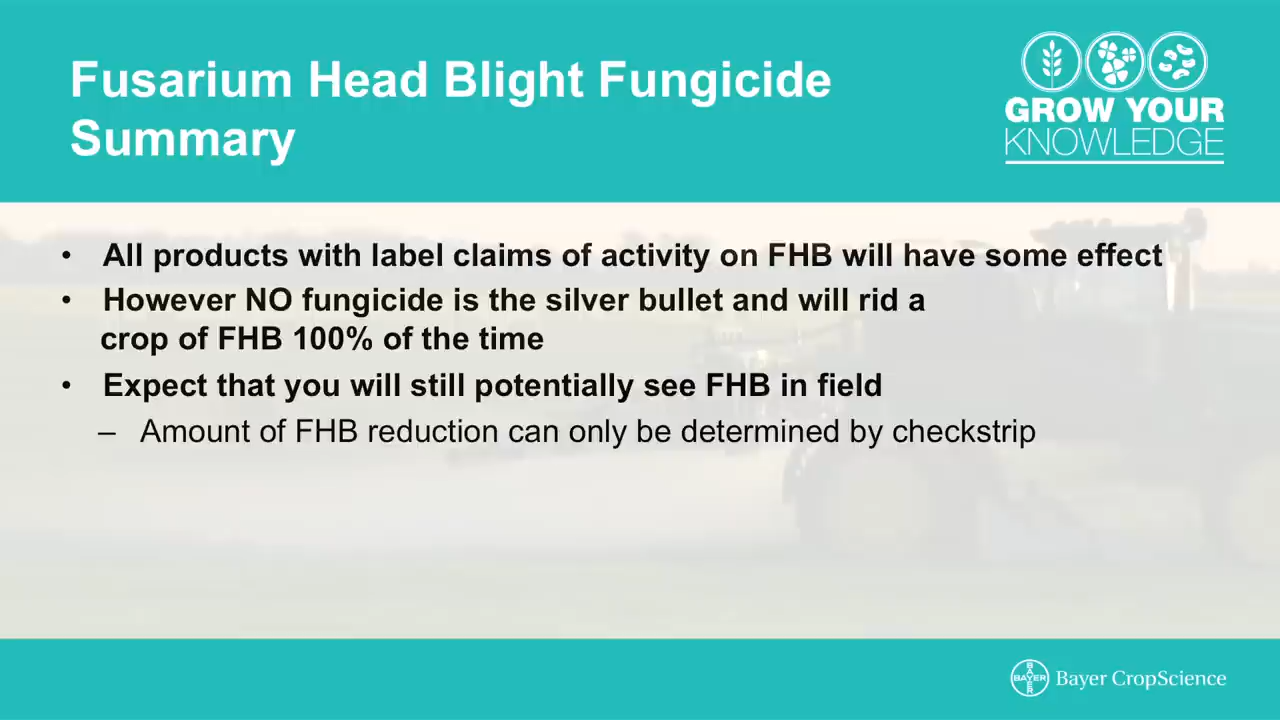 Fusarium Head Blight Fungicide
Summary
GROW YOUR
KNOWLEDGE
• All products with label claims of activity on FHB will have some effect
• However NO fungicide is the silver bullet and will rid a
crop of FHB 100% of the time
• Expect that you will still potentially see FHB in field
– Amount of FHB reduction can only be determined by checkstrip
BAYER
BAYER
Bayer CropScience